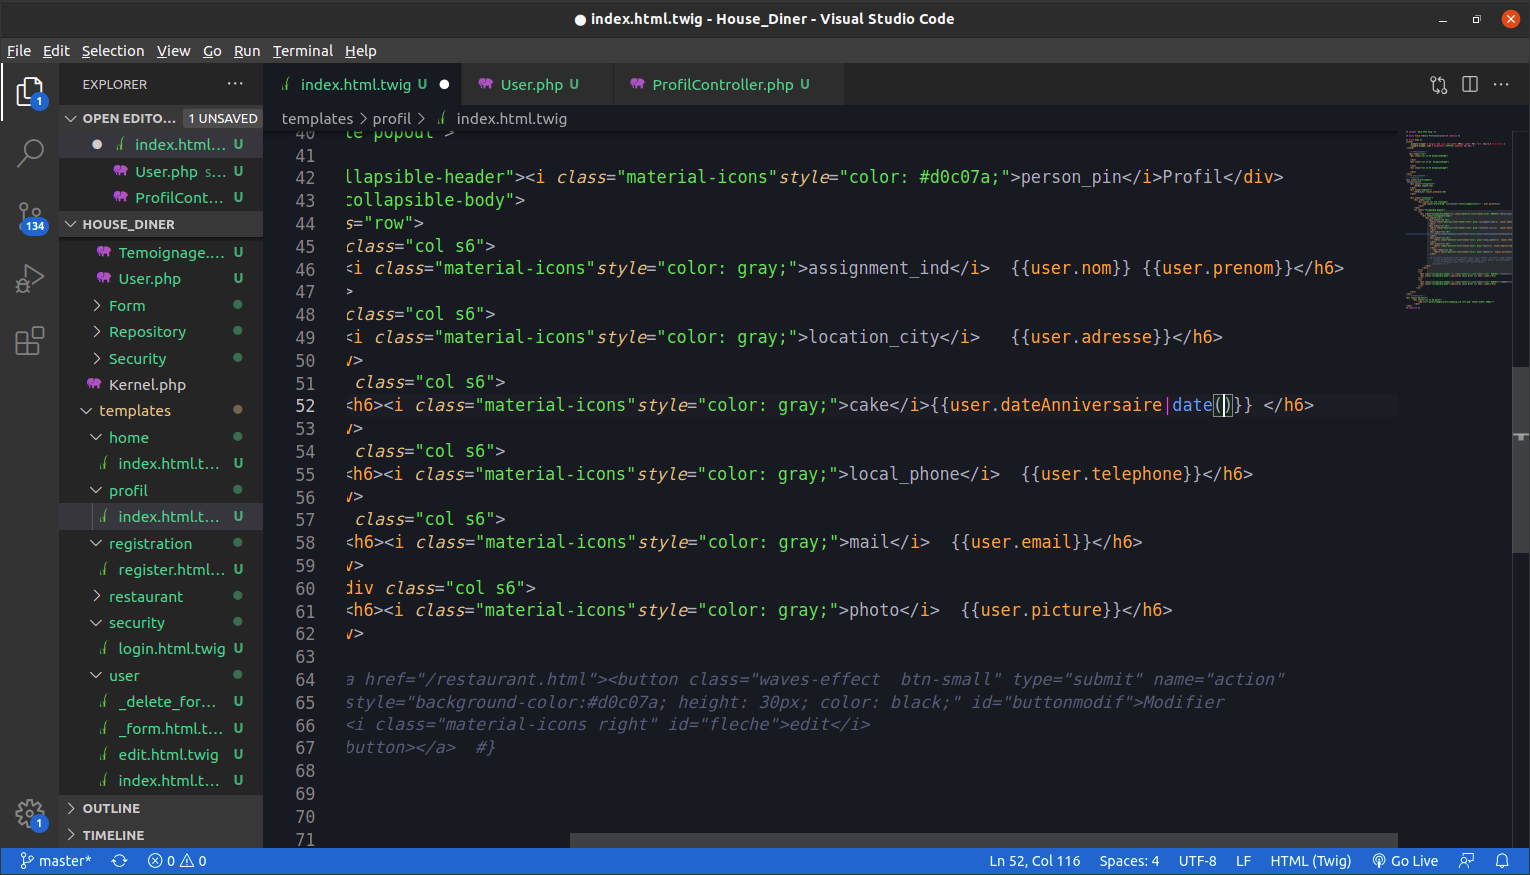 index.html.twig - House_Diner - Visual Studio Code
File Edit Selection View Go Run Terminal Help
EXPLORER
index.html.twig U
User.php U
ProfilController.php U
OPEN EDITO... 1 UNSAVED
templates > profil > index.html.twig
index.html... U
User.php s... U
ProfilCont... U
HOUSE_DINER
Temoignage.... U
User.php U
Form
Repository
Security
Kernel.php
templates
home
index.html.t... U
profil
index.html.t... U
registration
register.html... U
restaurant
security
login.html.twig U
user
_delete_for... U
_form.html.t... U
edit.html.twig U
index.html.t... U
OUTLINE
TIMELINE
1
134
1
40 te popout">
41
42 llapsible-header"><i class="material-icons"style="color: #d0c07a;">person_pin</i>Profil</div>
43 collapsible-body">
44 s="row">
45 class="col s6">
46 <i class="material-icons"style="color: gray;">assignment_ind</i>  {{user.nom}} {{user.prenom}}</h6>
47 >
48 class="col s6">
49 <i class="material-icons"style="color: gray;">location_city</i>   {{user.adresse}}</h6>
50 v>
51 class="col s6">
52 <h6><i class="material-icons"style="color: gray;">cake</i>{{user.dateAnniversaire|date()}} </h6>
53 v>
54 class="col s6">
55 <h6><i class="material-icons"style="color: gray;">local_phone</i>  {{user.telephone}}</h6>
56 v>
57 class="col s6">
58 <h6><i class="material-icons"style="color: gray;">mail</i>  {{user.email}}</h6>
59 v>
60 div class="col s6">
61 <h6><i class="material-icons"style="color: gray;">photo</i>  {{user.picture}}</h6>
62 v>
63
64 a href="/restaurant.html"><button class="waves-effect  btn-small" type="submit" name="action"
65 style="background-color:#d0c07a; height: 30px; color: black;" id="buttonmodif">Modifier
66 <i class="material-icons right" id="fleche">edit</i>
67 button></a>  #}
68
69
70
71
master* 0 0 Ln 52, Col 116 Spaces: 4 UTF-8 LF HTML (Twig) Go Live